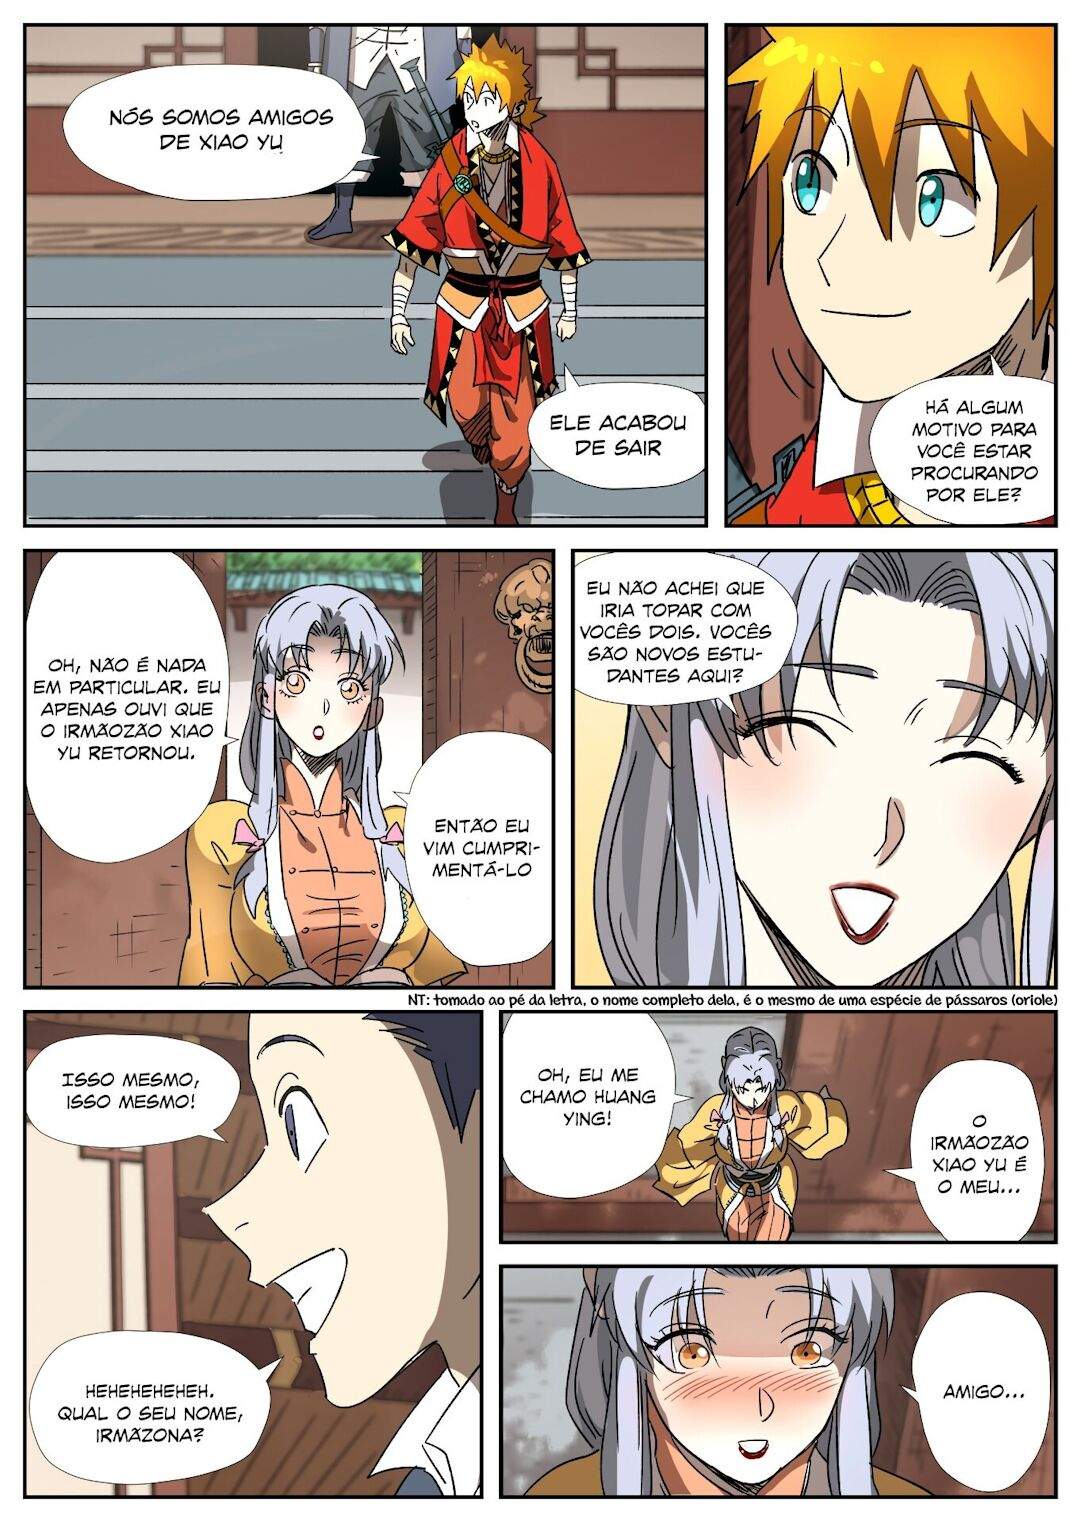 NÓS SOMOS AMIGOS
DE XIAO YU
ELE ACABOU
DE SAIR
HÁ ALGUM
MOTIVO PARA
VOCÊ ESTAR
PROCURANDO
POR ELE?
OH, NÃO É NADA
EM PARTICULAR. EU
APENAS OUVI QUE
O IRMÃOZÃO XIAO
YU RETORNOU.
ENTÃO EU
VIM CUMPRI-
MENTÁ-LO
EU NÃO ACHEI QUE
IRIA TOPAR COM
VOCÊS DOIS. VOCÊS
SÃO NOVOS ESTU-
DANTES AQUI?
NT: tomado ao pé da letra, o nome completo dela, é o mesmo de uma espécie de pássaros (oriole)
ISSO MESMO,
ISSO MESMO!
HEHEHEHEHEH.
QUAL O SEU NOME,
IRMÃZONA?
OH, EU ME
CHAMO HUANG
YING!
O
IRMÃOZÃO
XIAO YU É
O MEU...
AMIGO...